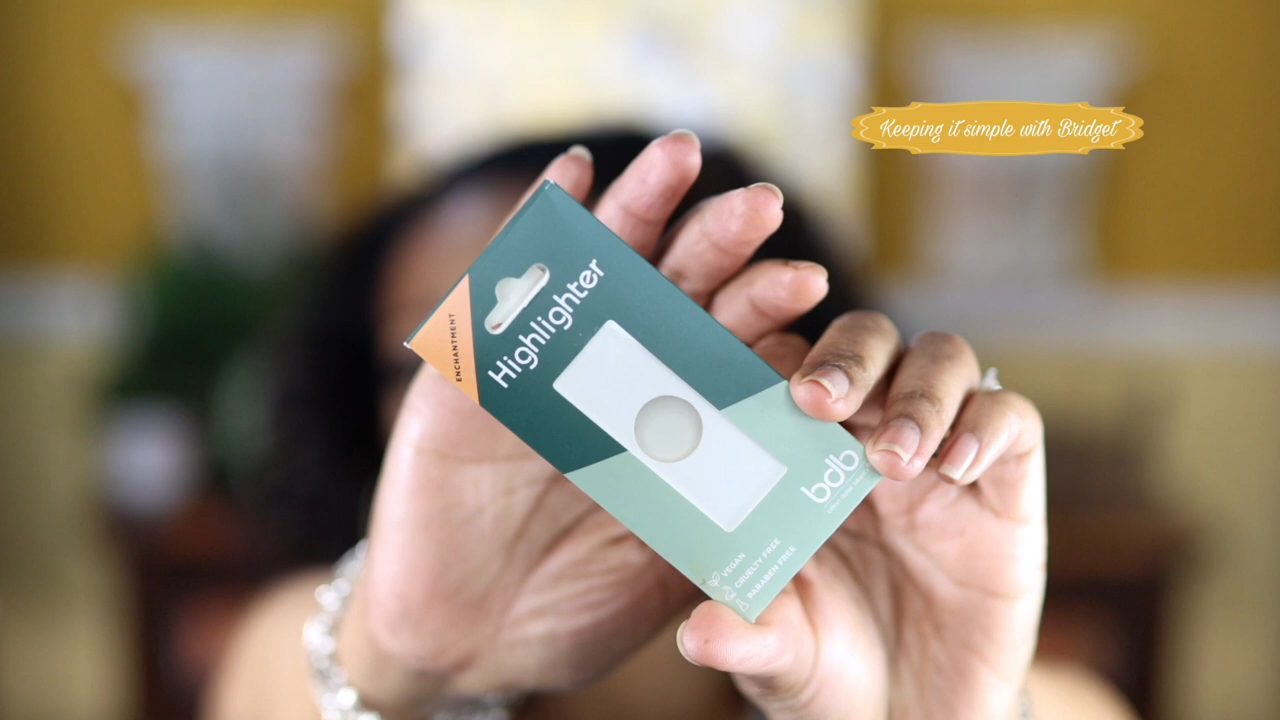 Keeping it simple with Bridget
ENCHANTMENT
Highlighter
bdb
VEGAN
CRUELTY FREE
PARABEN FREE